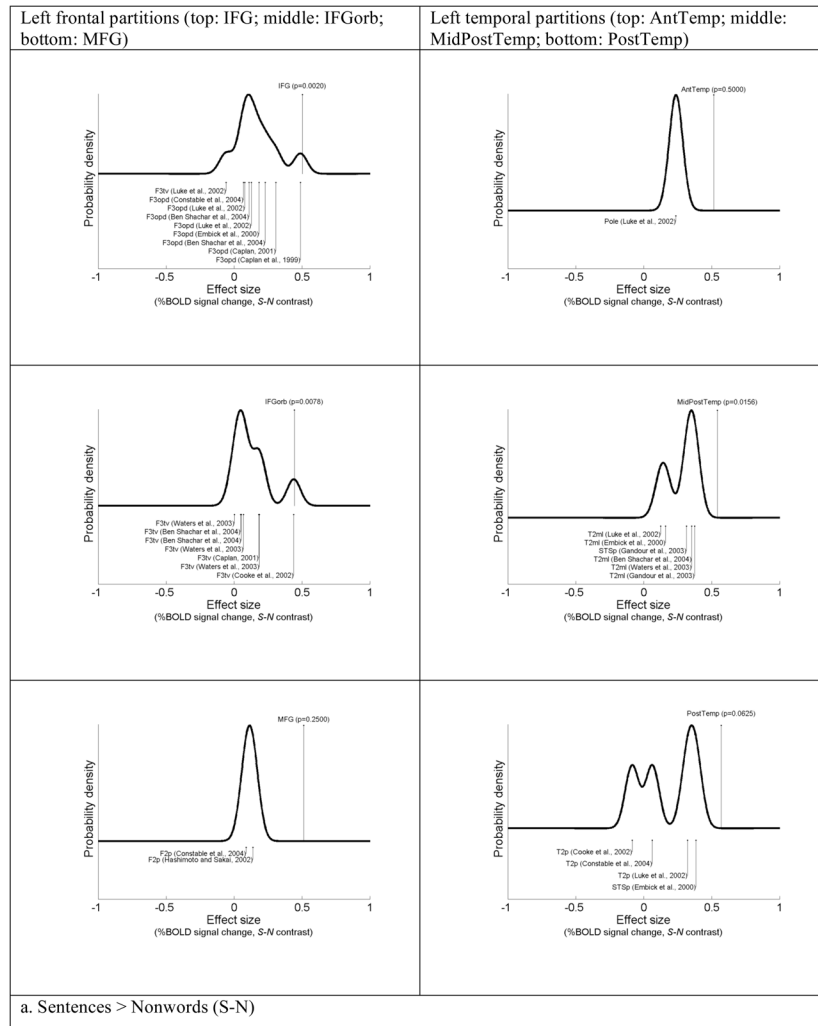 Left frontal partitions (top: IFG; middle: IFGorb;
bottom: MFG)
Left temporal partitions (top: AntTemp; middle:
MidPostTemp; bottom: PostTemp)
IFG (p=0.0020)
Probability density
F3tv (Luke et al., 2002)
F3opd (Constable et al., 2004)
F3opd (Luke et al., 2002)
F3opd (Ben Shachar et al., 2004)
F3opd (Luke et al., 2002)
F3opd (Embick et al., 2000)
F3opd (Ben Shachar et al., 2004)
F3opd (Caplan, 2001)
F3opd (Caplan et al., 1999)
-1 -0.5 0 0.5 1
Effect size
(%BOLD signal change, S-N contrast)
AntTemp (p=0.5000)
Probability density
Pole (Luke et al., 2002)
-1 -0.5 0 0.5 1
Effect size
(%BOLD signal change, S-N contrast)
IFGorb (p=0.0078)
Probability density
F3tv (Waters et al., 2003)
F3tv (Ben Shachar et al., 2004)
F3tv (Ben Shachar et al., 2004)
F3tv (Waters et al., 2003)
F3tv (Caplan, 2001)
F3tv (Waters et al., 2003)
F3tv (Cooke et al., 2002)
-1 -0.5 0 0.5 1
Effect size
(%BOLD signal change, S-N contrast)
MidPostTemp (p=0.0156)
Probability density
T2ml (Luke et al., 2002)
T2ml (Embick et al., 2000)
STSp (Gandour et al., 2003)
T2ml (Ben Shachar et al., 2004)
T2ml (Waters et al., 2003)
T2ml (Gandour et al., 2003)
-1 -0.5 0 0.5 1
Effect size
(%BOLD signal change, S-N contrast)
MFG (p=0.2500)
Probability density
F2p (Constable et al., 2004)
F2p (Hashimoto and Sakai, 2002)
-1 -0.5 0 0.5 1
Effect size
(%BOLD signal change, S-N contrast)
PostTemp (p=0.0625)
Probability density
T2p (Cooke et al., 2002)
T2p (Constable et al., 2004)
T2p (Luke et al., 2002)
STSp (Embick et al., 2000)
-1 -0.5 0 0.5 1
Effect size
(%BOLD signal change, S-N contrast)
a. Sentences > Nonwords (S-N)